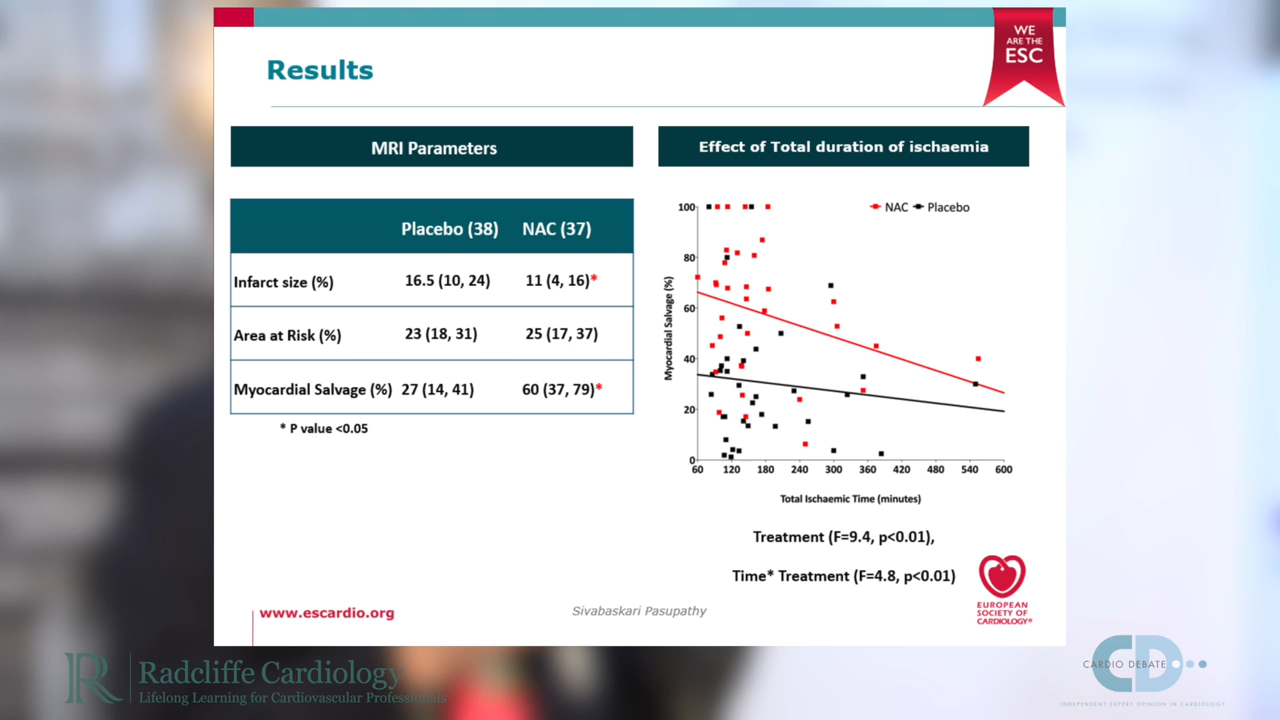 WE
ARE THE
ESC
Results
MRI Parameters
Placebo (38) NAC (37)
Infarct size (%) 16.5 (10, 24) 11 (4, 16)*
Area at Risk (%) 23 (18, 31) 25 (17, 37)
Myocardial Salvage (%) 27 (14, 41) 60 (37, 79)*
* P value <0.05
Effect of Total duration of ischaemia
NAC Placebo
Myocardial Salvage (%)
100
80
60
40
20
0
60 120 180 240 300 360 420 480 540 600
Total Ischaemic Time (minutes)
Treatment (F=9.4, p<0.01),
Time* Treatment (F=4.8, p<0.01)
www.escardio.org
Sivabaskari Pasupathy
EUROPEAN
SOCIETY OF
CARDIOLOGY®
R
Radcliffe Cardiology
Lifelong Learning for Cardiovascular Professionals
CD
CARDIO DEBATE
INDEPENDENT EXPERT OPINION IN CARDIOLOGY